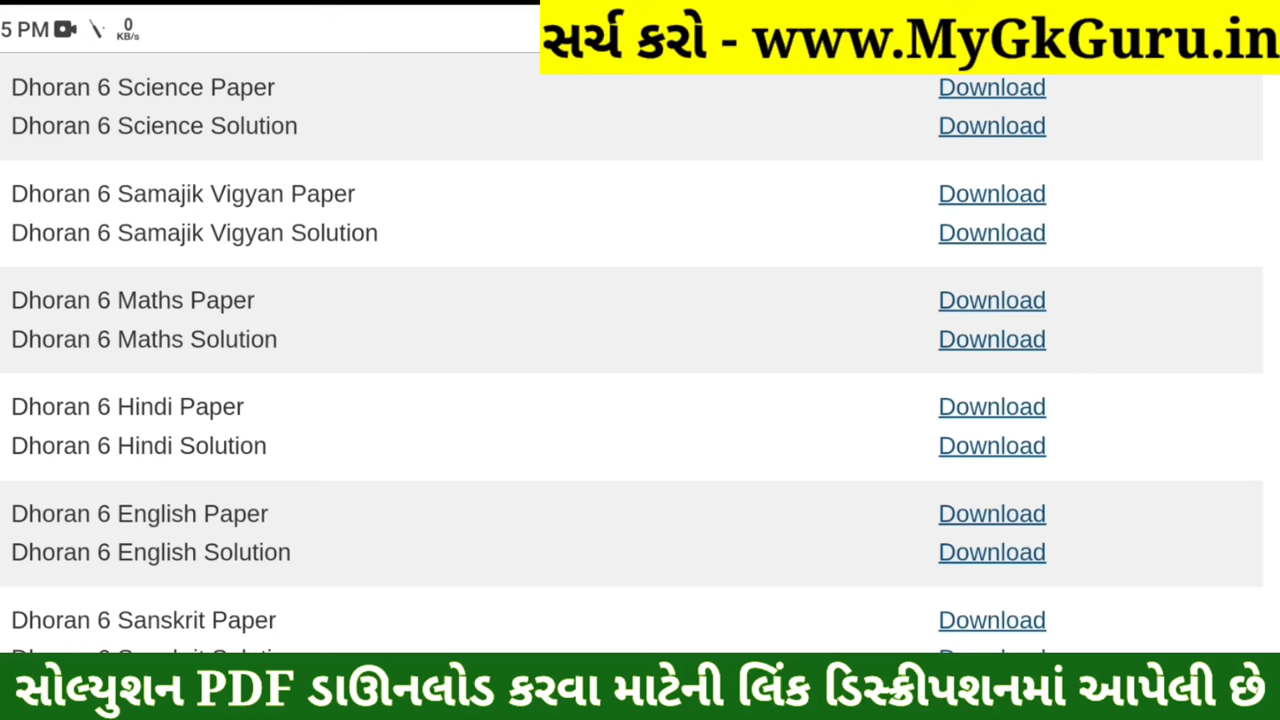 5 PM 0 KB/s
સર્ચ કરો - www.MyGkGuru.in
Dhoran 6 Science Paper Download
Dhoran 6 Science Solution Download
Dhoran 6 Samajik Vigyan Paper Download
Dhoran 6 Samajik Vigyan Solution Download
Dhoran 6 Maths Paper Download
Dhoran 6 Maths Solution Download
Dhoran 6 Hindi Paper Download
Dhoran 6 Hindi Solution Download
Dhoran 6 English Paper Download
Dhoran 6 English Solution Download
Dhoran 6 Sanskrit Paper Download
સોલ્યુશન PDF ડાઊનલોડ કરવા માટેની લિંક ડિસ્ક્રીપશનમાં આપેલી છે